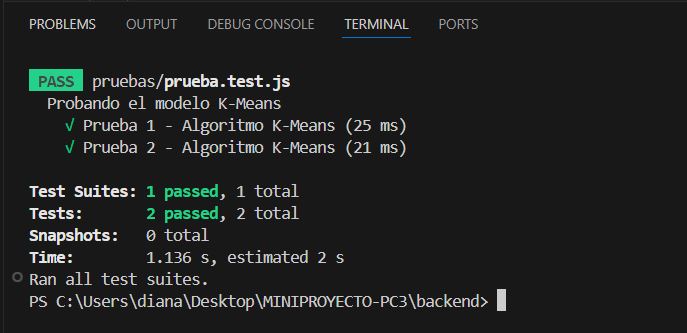 PROBLEMS OUTPUT DEBUG CONSOLE TERMINAL PORTS
PASS pruebas/prueba.test.js
Probando el modelo K-Means
√ Prueba 1 - Algoritmo K-Means (25 ms)
√ Prueba 2 - Algoritmo K-Means (21 ms)
Test Suites: 1 passed, 1 total
Tests: 2 passed, 2 total
Snapshots: 0 total
Time: 1.136 s, estimated 2 s
Ran all test suites.
PS C:\Users\diana\Desktop\MINIPROYECTO-PC3\backend>